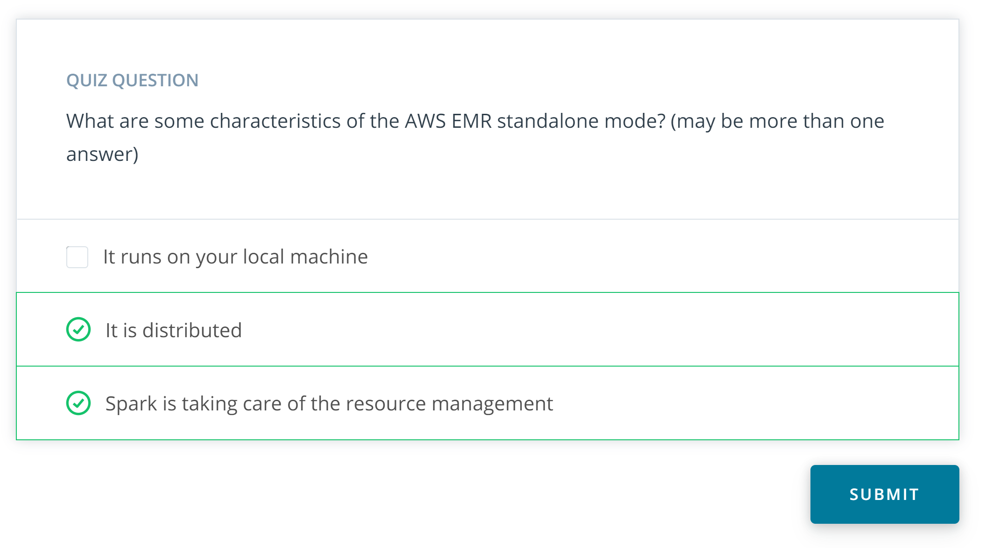 QUIZ QUESTION
What are some characteristics of the AWS EMR standalone mode? (may be more than one
answer)
It runs on your local machine
It is distributed
Spark is taking care of the resource management
SUBMIT